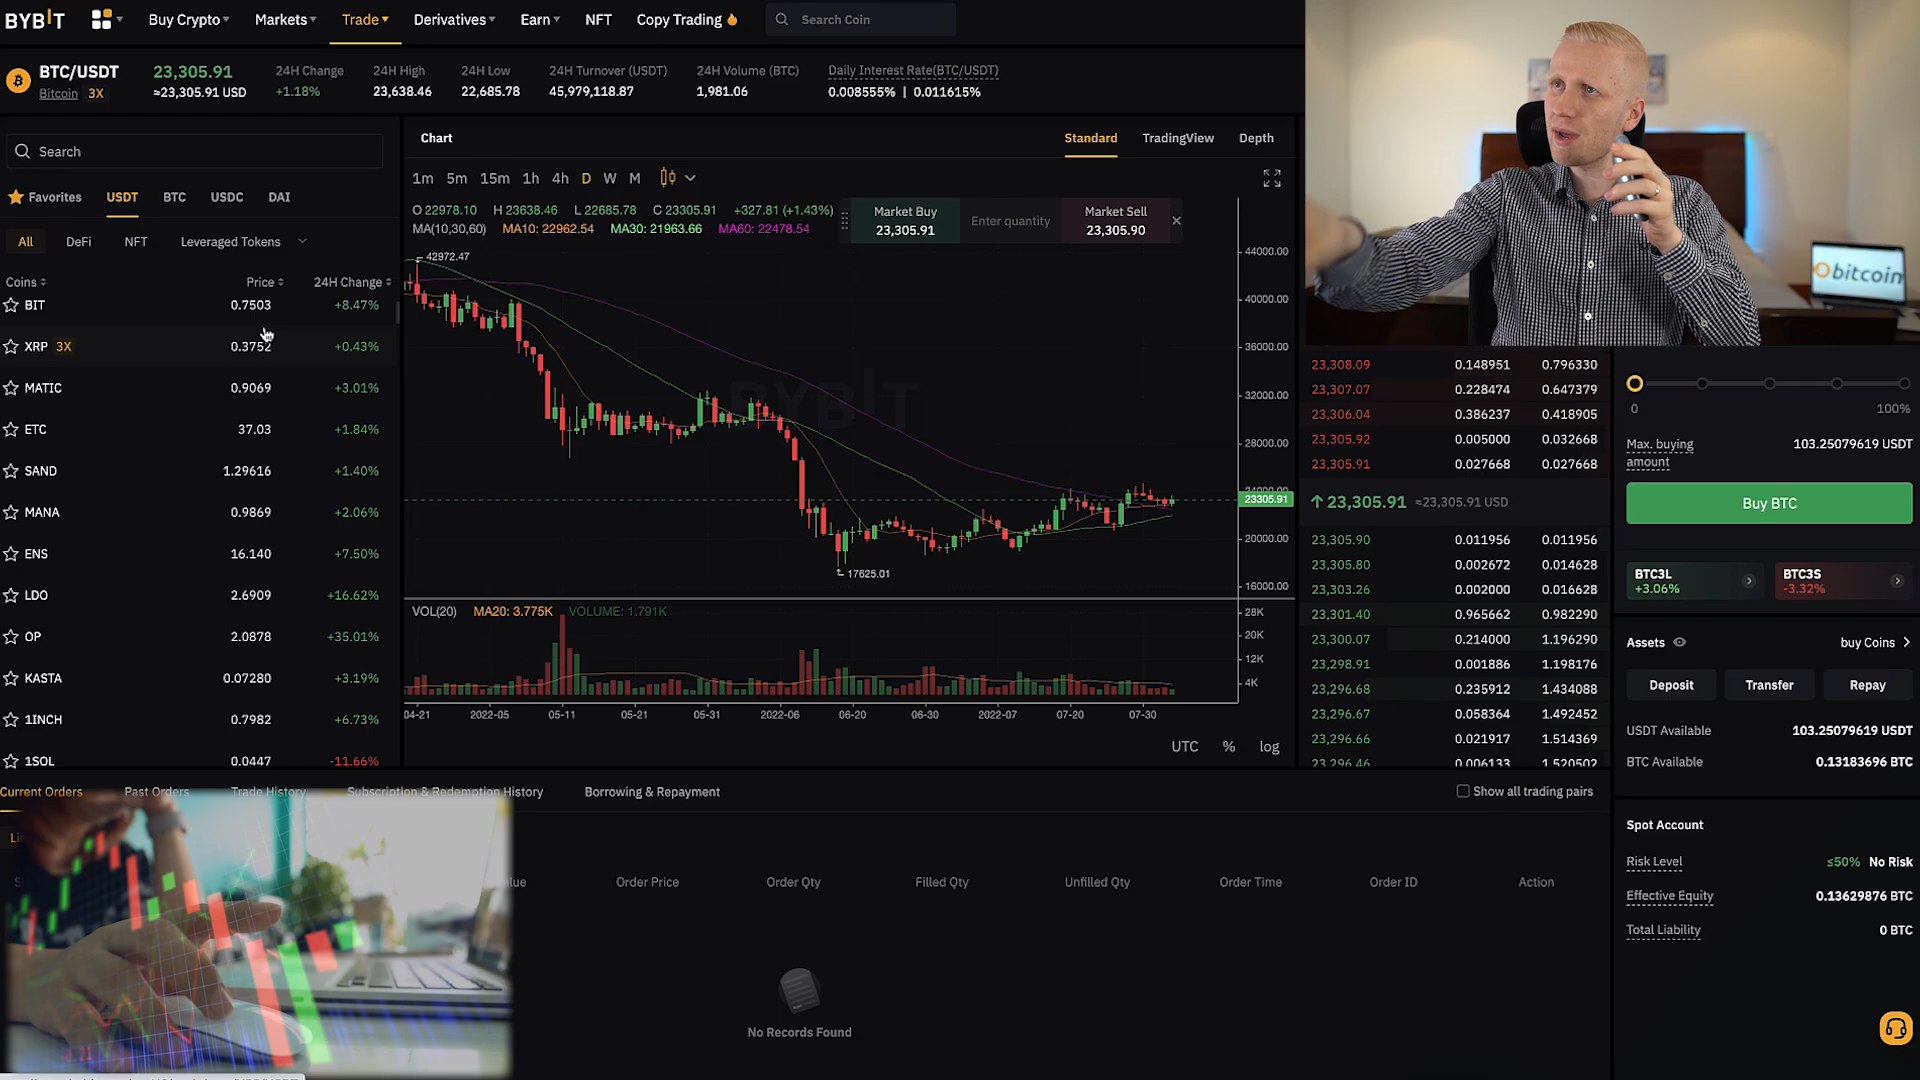 BYBIT Buy Crypto Markets Trade Derivatives Earn NFT Copy Trading Search Coin
BTC/USDT 23,305.91 24H Change 24H High 24H Low 24H Turnover (USDT) 24H Volume (BTC) Daily Interest Rate(BTC/USDT)
Bitcoin 3X ≈23,305.91 USD +1.18% 23,638.46 22,685.78 45,979,118.87 1,981.06 0.008555% | 0.011615%
Search
Favorites USDT BTC USDC DAI
All DeFi NFT Leveraged Tokens
Coins Price 24H Change
BIT 0.7503 +8.47%
XRP 3X 0.3752 +0.43%
MATIC 0.9069 +3.01%
ETC 37.03 +1.84%
SAND 1.29616 +1.40%
MANA 0.9869 +2.06%
ENS 16.140 +7.50%
LDO 2.6909 +16.62%
OP 2.0878 +35.01%
KASTA 0.07280 +3.19%
1INCH 0.7982 +6.73%
1SOL 0.0447 -11.66%
Chart Standard TradingView Depth
1m 5m 15m 1h 4h D W M
O 22978.10 H 23638.46 L 22685.78 C 23305.91 +327.81 (+1.43%)
MA(10,30,60) MA10: 22962.54 MA30: 21963.66 MA60: 22478.54
Market Buy Enter quantity Market Sell
23,305.91 23,305.90
42972.47
44000.00
40000.00
36000.00
32000.00
28000.00
24000.00
23305.91
20000.00
16000.00
BYBIT
17625.01
VOL(20) MA20: 3.775K VOLUME: 1.791K
28K
20K
12K
4K
04-21 2022-05 05-11 05-21 05-31 2022-06 06-20 06-30 2022-07 07-20 07-30
UTC % log
bitcoin
23,308.09 0.148951 0.796330
23,307.07 0.228474 0.647379
23,306.04 0.386237 0.418905
23,305.92 0.005000 0.032668
23,305.91 0.027668 0.027668
23,305.91 ≈23,305.91 USD
23,305.90 0.011956 0.011956
23,305.80 0.002672 0.014628
23,303.26 0.002000 0.016628
23,301.40 0.965662 0.982290
23,300.07 0.214000 1.196290
23,298.91 0.001886 1.198176
23,296.68 0.235912 1.434088
23,296.67 0.058364 1.492452
23,296.66 0.021917 1.514369
23,296.46 0.006133 1.520502
0 100%
Max. buying amount 103.25079619 USDT
Buy BTC
BTC3L BTC3S
+3.06% -3.32%
Assets buy Coins
Deposit Transfer Repay
USDT Available 103.25079619 USDT
BTC Available 0.13183696 BTC
Spot Account
Risk Level ≤50% No Risk
Effective Equity 0.13629876 BTC
Total Liability 0 BTC
Current Orders Past Orders Trade History Subscription & Redemption History Borrowing & Repayment Show all trading pairs
Order Price Order Qty Filled Qty Unfilled Qty Order Time Order ID Action
No Records Found